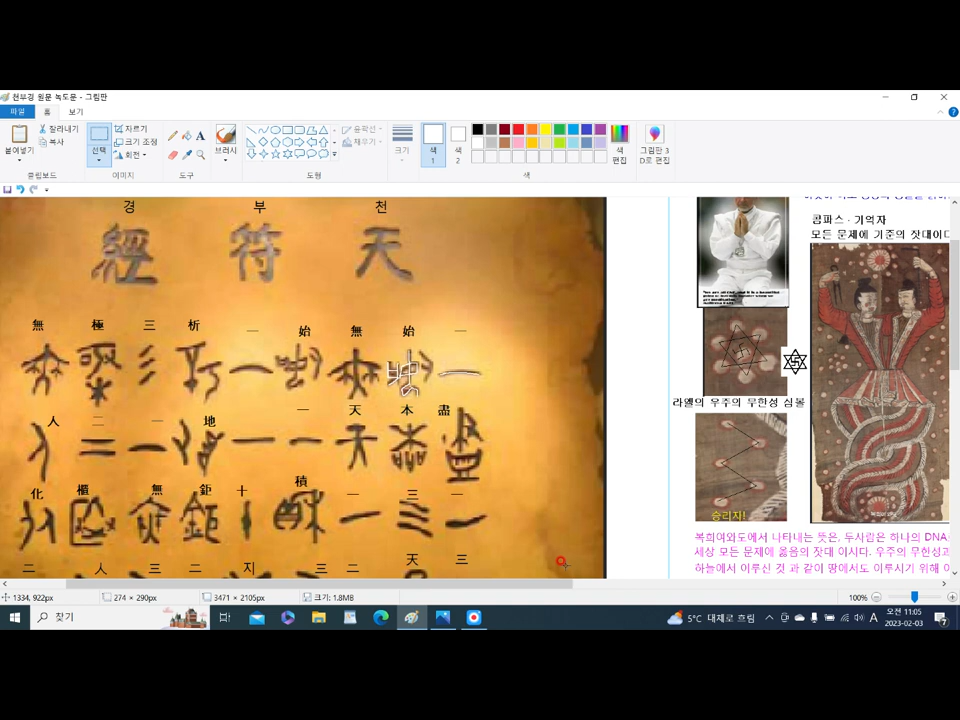 천부경 원문 녹도문 - 그림판
파일 홈 보기
붙여넣기
잘라내기
복사
클립보드
선택
자르기
크기 조정
회전
이미지
도구
브러시
도형
윤곽선
채우기
크기
색 1
색 2
색
색 편집
그림판 3D로 편집
경 부 천
經 符 天
無 極 三 析 一 始 無 始 一
人 二 一 地 一 天 本 盡
化 匱 無 鉅 十 積 一 三 一
二 人 三 二 지 三 二 天 三
콤파스 · 기억자
모든 문제에 기준의 잣대이다
라엘의 우주의 무한성 심볼
승리자!
복희여와도에서 나타내는 뜻은, 두사람은 하나의 DNA
세상 모든 문제에 옳음의 잣대 이시다. 우주의 무한성과
하늘에서 이루신 것 과 같이 땅에서도 이루시기 위해
1334, 922px
274 × 290px
3471 × 2105px
크기: 1.8MB
100%
찾기
5°C 대체로 흐림
A
오전 11:05
2023-02-03
7